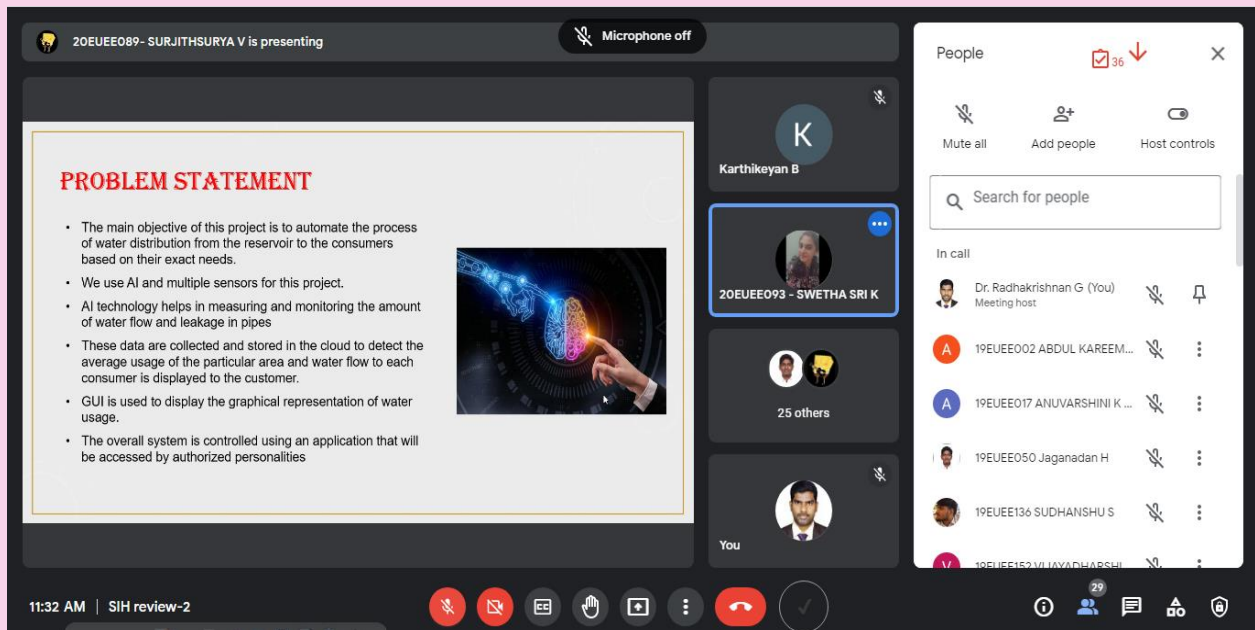 20EUEE089- SURJITHSURYA V is presenting
Microphone off
PROBLEM STATEMENT
• The main objective of this project is to automate the process
of water distribution from the reservoir to the consumers
based on their exact needs.
• We use AI and multiple sensors for this project.
• AI technology helps in measuring and monitoring the amount
of water flow and leakage in pipes
• These data are collected and stored in the cloud to detect the
average usage of the particular area and water flow to each
consumer is displayed to the customer.
• GUI is used to display the graphical representation of water
usage.
• The overall system is controlled using an application that will
be accessed by authorized personalities
K
Karthikeyan B
20EUEE093 - SWETHA SRI K
25 others
You
People
36
Mute all
Add people
Host controls
Search for people
In call
Dr. Radhakrishnan G (You)
Meeting host
A
19EUEE002 ABDUL KAREEM...
A
19EUEE017 ANUVARSHINI K ...
19EUEE050 Jaganadan H
19EUEE136 SUDHANSHU S
V
19EUEE152 VIJAYADHARSHI
11:32 AM | SIH review-2
CC
29